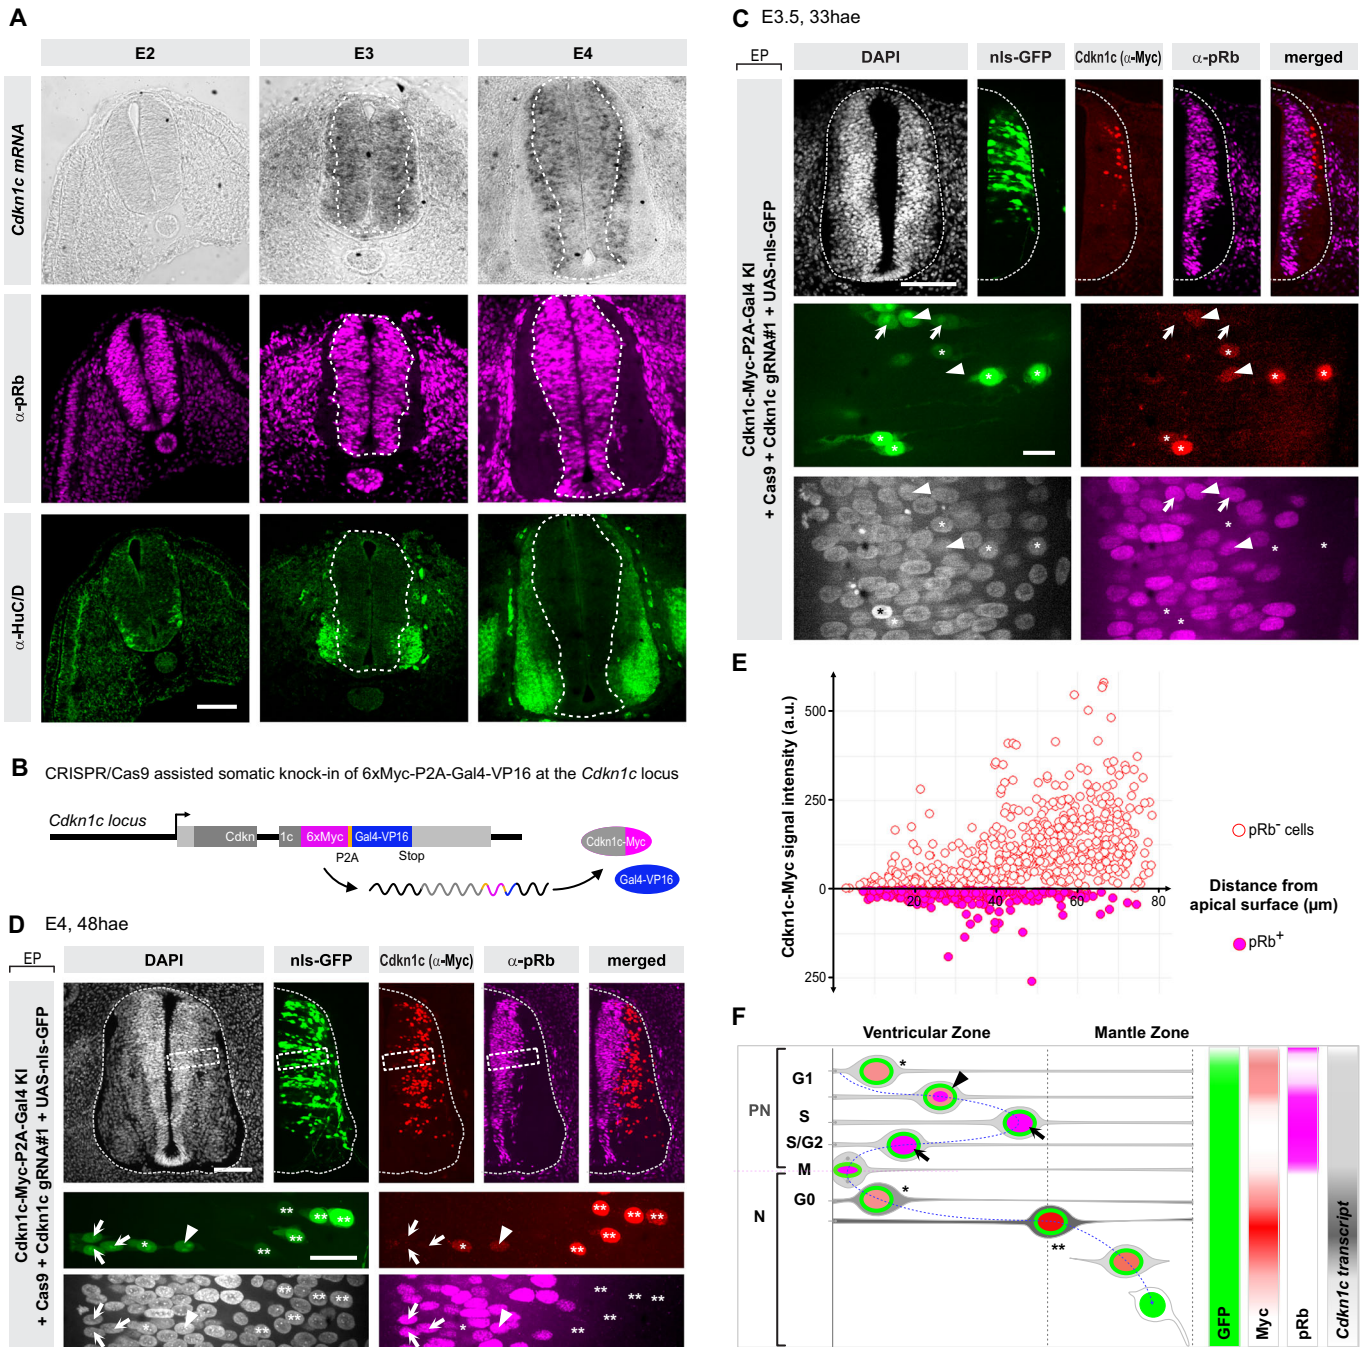 A
E2
E3
E4
Cdkn1c mRNA
α-pRb
α-HuC/D
B CRISPR/Cas9 assisted somatic knock-in of 6xMyc-P2A-Gal4-VP16 at the Cdkn1c locus
Cdkn1c locus
Cdkn
1c
6xMyc
Gal4-VP16
P2A
Stop
Cdkn1c-Myc
Gal4-VP16
C E3.5, 33hae
EP
DAPI
nls-GFP
Cdkn1c (α-Myc)
α-pRb
merged
Cdkn1c-Myc-P2A-Gal4 KI
+ Cas9 + Cdkn1c gRNA#1 + UAS-nls-GFP
D E4, 48hae
EP
DAPI
nls-GFP
Cdkn1c (α-Myc)
α-pRb
merged
Cdkn1c-Myc-P2A-Gal4 KI
+ Cas9 + Cdkn1c gRNA#1 + UAS-nls-GFP
E
Cdkn1c-Myc signal intensity (a.u.)
500
250
0
250
20
40
60
80
pRb- cells
Distance from
apical surface (µm)
pRb+
F
Ventricular Zone
Mantle Zone
PN
N
G1
S
S/G2
M
G0
*
*
**
GFP
Myc
pRb
Cdkn1c transcript